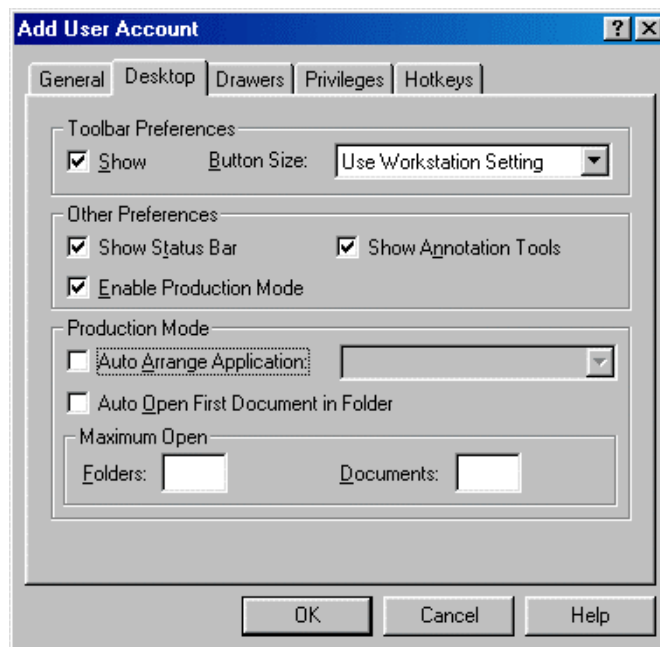 Add User Account
General Desktop Drawers Privileges Hotkeys
Toolbar Preferences
Show Button Size: Use Workstation Setting
Other Preferences
Show Status Bar Show Annotation Tools
Enable Production Mode
Production Mode
Auto Arrange Application:
Auto Open First Document in Folder
Maximum Open
Folders: Documents:
OK Cancel Help